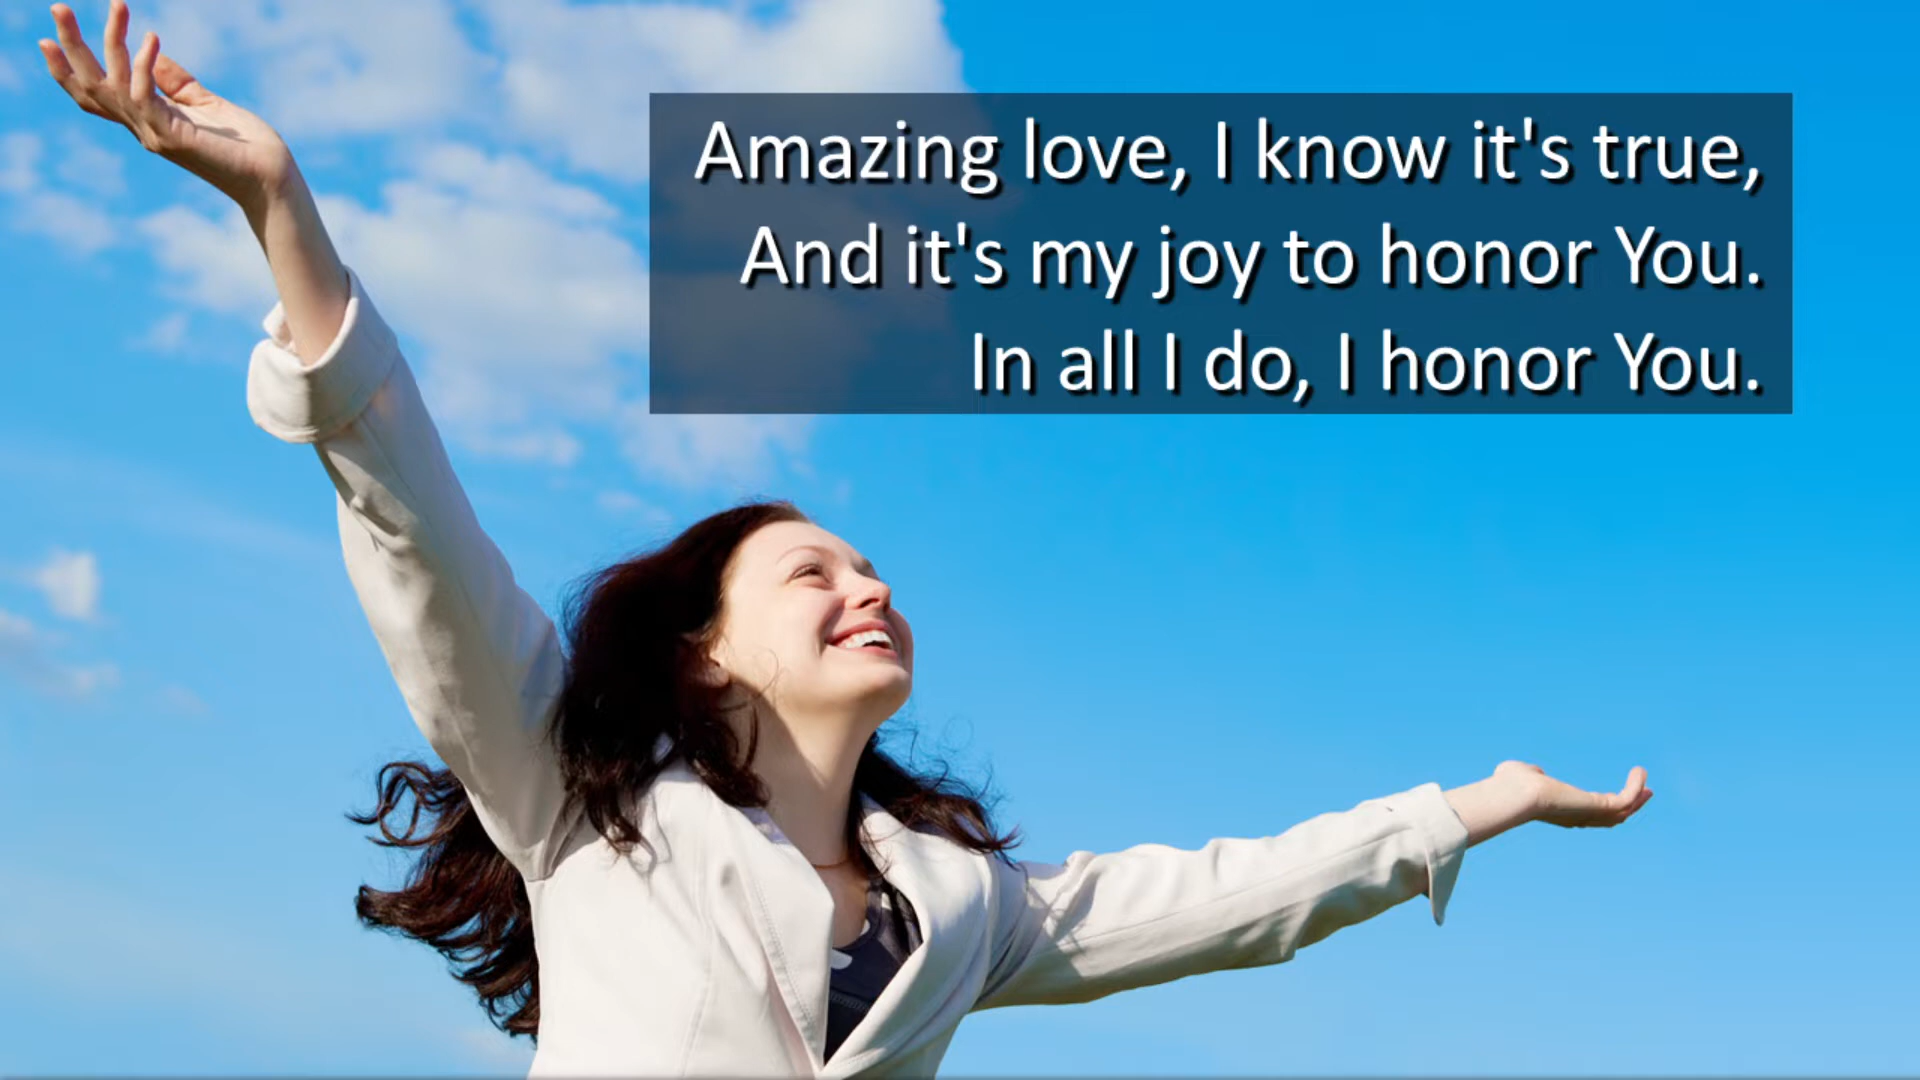 Amazing love, I know it's true,
And it's my joy to honor You.
In all I do, I honor You.